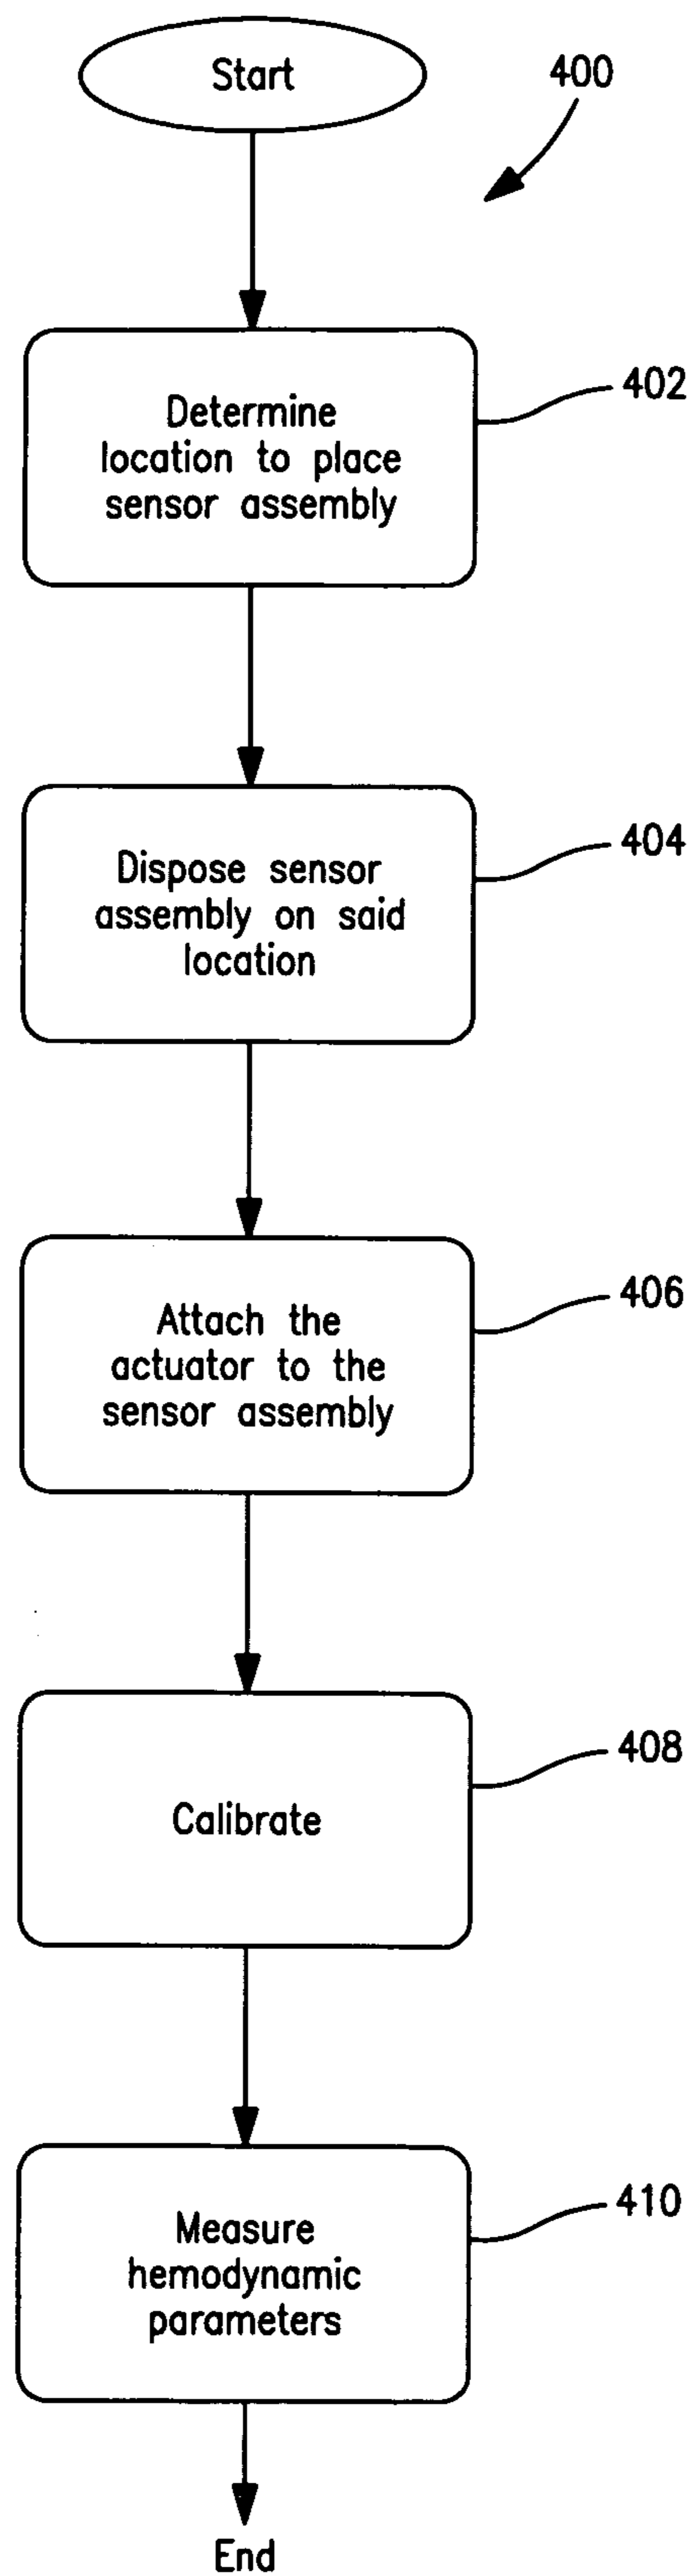 Start
400
Determine
location to place
sensor assembly
402
Dispose sensor
assembly on said
location
404
Attach the
actuator to the
sensor assembly
406
Calibrate
408
Measure
hemodynamic
parameters
410
End